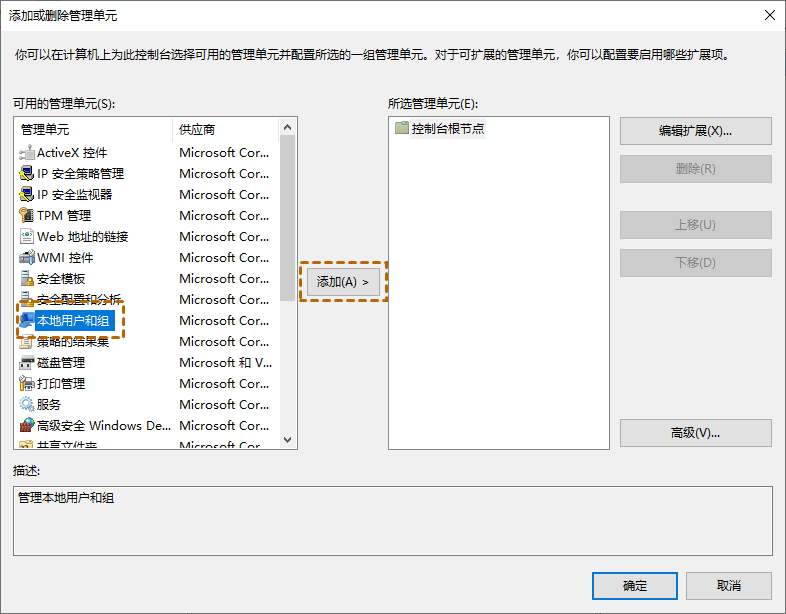 添加或删除管理单元
你可以在计算机上为此控制台选择可用的管理单元并配置所选的一组管理单元。对于可扩展的管理单元，你可以配置要启用哪些扩展项。
可用的管理单元(S):
管理单元 供应商
ActiveX 控件 Microsoft Cor...
IP 安全策略管理 Microsoft Cor...
IP 安全监视器 Microsoft Cor...
TPM 管理 Microsoft Cor...
Web 地址的链接 Microsoft Cor...
WMI 控件 Microsoft Cor...
安全模板 Microsoft Cor...
安全配置和分析 Microsoft Cor...
本地用户和组 Microsoft Cor...
策略的结果集 Microsoft Cor...
磁盘管理 Microsoft 和 V...
打印管理 Microsoft Cor...
服务 Microsoft Cor...
高级安全 Windows De... Microsoft Cor...
共享文件夹 Microsoft Cor...
添加(A) >
所选管理单元(E):
控制台根节点
编辑扩展(X)...
删除(R)
上移(U)
下移(D)
高级(V)...
描述:
管理本地用户和组
确定
取消